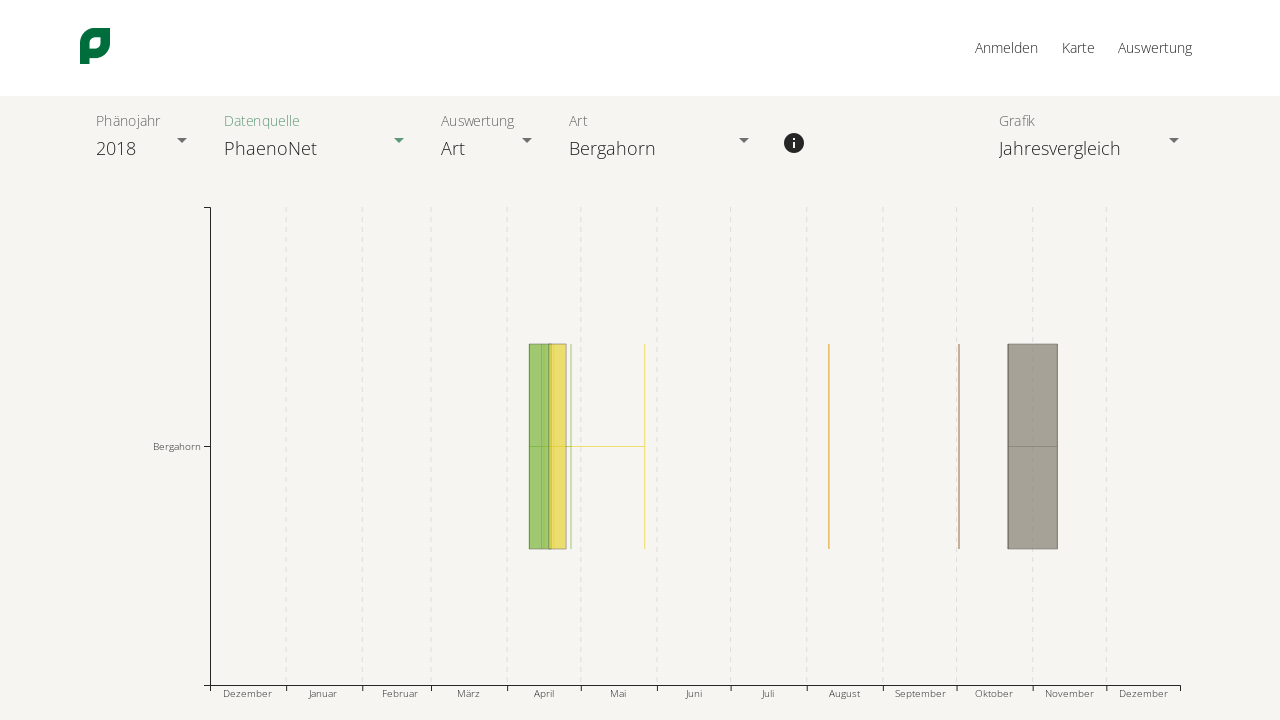 Anmelden Karte Auswertung
Phänojahr Datenquelle Auswertung Art Grafik
2018 PhaenoNet Art Bergahorn Jahresvergleich
Bergahorn
Dezember Januar Februar März April Mai Juni Juli August September Oktober November Dezember